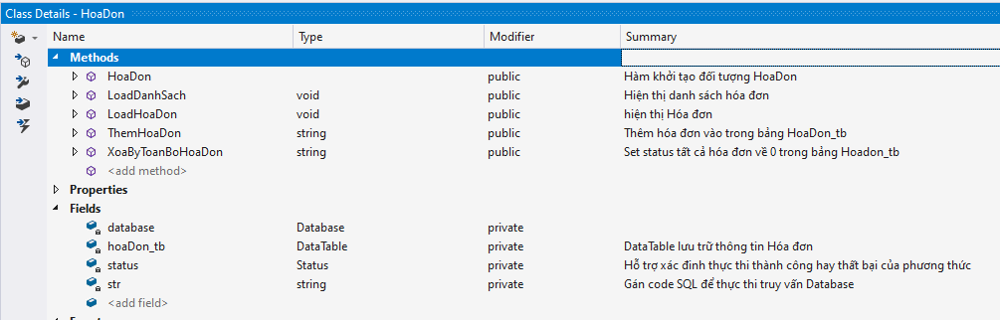 Class Details - HoaDon
Name Type Modifier Summary
Methods
HoaDon public Hàm khởi tạo đối tượng HoaDon
LoadDanhSach void public Hiện thị danh sách hóa đơn
LoadHoaDon void public hiện thị Hóa đơn
ThemHoaDon string public Thêm hóa đơn vào trong bảng HoaDon_tb
XoaByToanBoHoaDon string public Set status tất cả hóa đơn về 0 trong bảng Hoadon_tb
<add method>
Properties
Fields
database Database private
hoaDon_tb DataTable private DataTable lưu trữ thông tin Hóa đơn
status Status private Hỗ trợ xác đinh thực thi thành công hay thất bại của phương thức
str string private Gán code SQL để thực thi truy vấn Database
<add field>